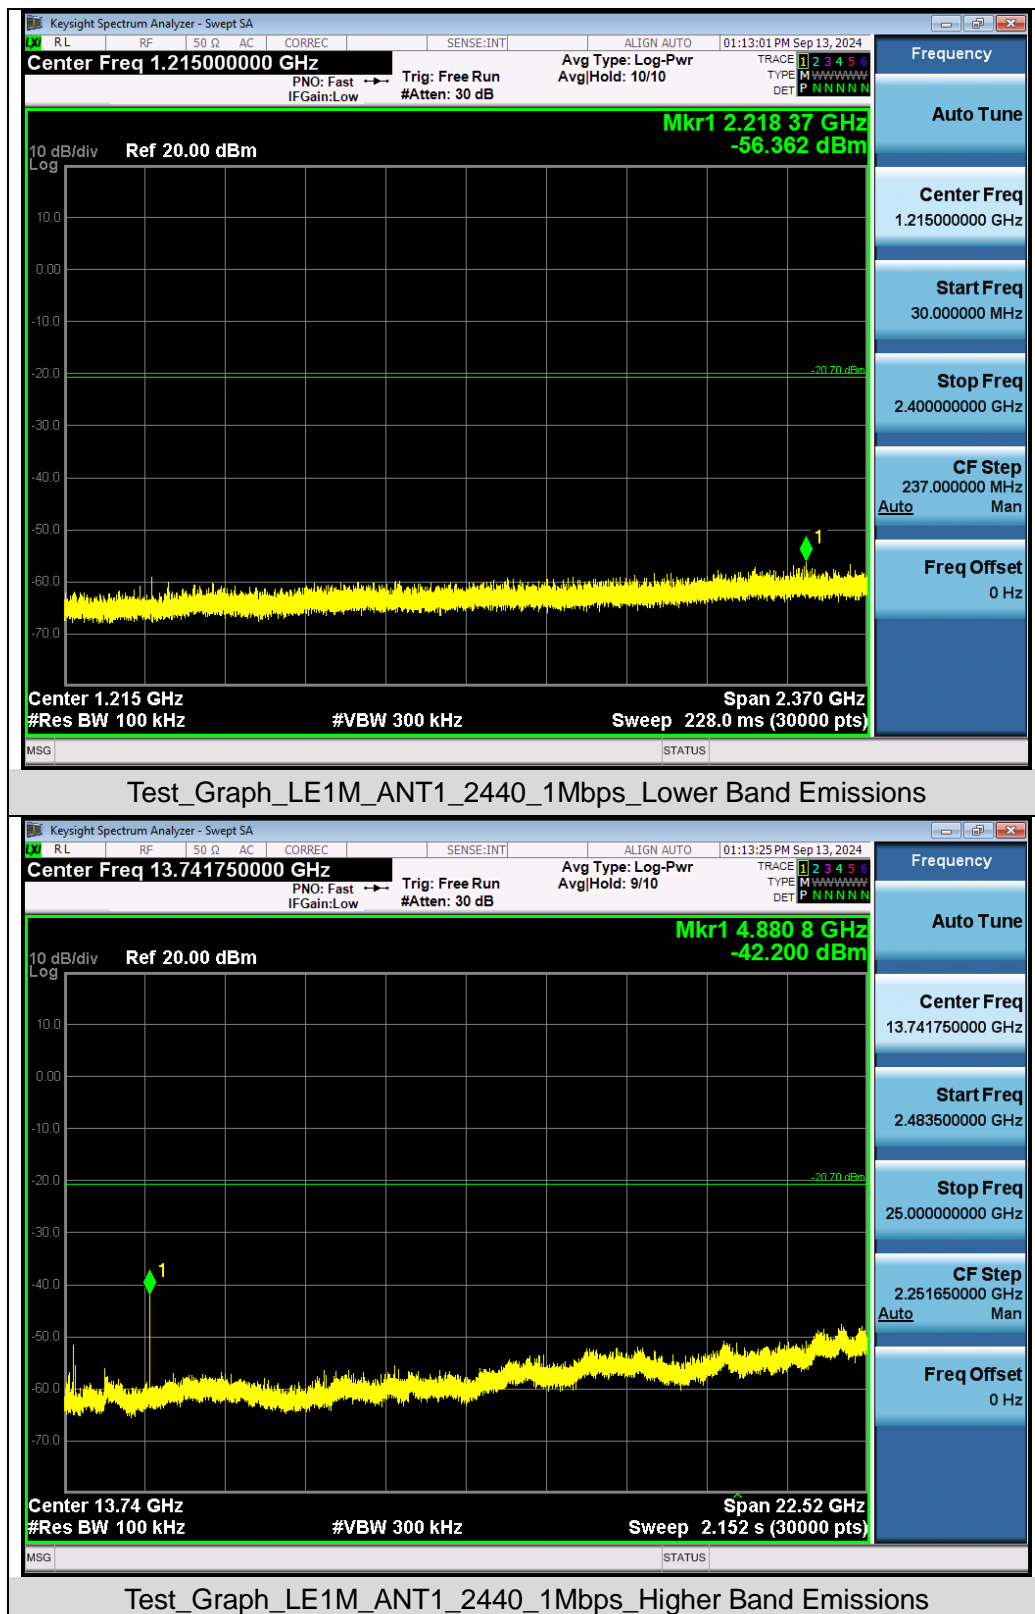 Keysight Spectrum Analyzer - Swept SA
LXI RL RF 50 Ω AC CORREC SENSE:INT ALIGN AUTO 01:13:01 PM Sep 13, 2024
Center Freq 1.215000000 GHz
PNO: Fast
IFGain:Low
Trig: Free Run
#Atten: 30 dB
Avg Type: Log-Pwr
Avg|Hold: 10/10
TRACE 1 2 3 4 5 6
TYPE M WWWWW
DET P N N N N N
Mkr1 2.218 37 GHz
-56.362 dBm
10 dB/div Ref 20.00 dBm
Log
10.0
0.00
-10.0
-20.0
-20.70 dBm
-30.0
-40.0
-50.0
1
-60.0
-70.0
Center 1.215 GHz Span 2.370 GHz
#Res BW 100 kHz #VBW 300 kHz Sweep 228.0 ms (30000 pts)
MSG STATUS
Frequency
Auto Tune
Center Freq
1.215000000 GHz
Start Freq
30.000000 MHz
Stop Freq
2.400000000 GHz
CF Step
237.000000 MHz
Auto Man
Freq Offset
0 Hz
Test_Graph_LE1M_ANT1_2440_1Mbps_Lower Band Emissions
Keysight Spectrum Analyzer - Swept SA
LXI RL RF 50 Ω AC CORREC SENSE:INT ALIGN AUTO 01:13:25 PM Sep 13, 2024
Center Freq 13.741750000 GHz
PNO: Fast
IFGain:Low
Trig: Free Run
#Atten: 30 dB
Avg Type: Log-Pwr
Avg|Hold: 9/10
TRACE 1 2 3 4 5 6
TYPE M WWWWW
DET P N N N N N
Mkr1 4.880 8 GHz
-42.200 dBm
10 dB/div Ref 20.00 dBm
Log
10.0
0.00
-10.0
-20.0
-20.70 dBm
-30.0
1
-40.0
-50.0
-60.0
-70.0
Center 13.74 GHz Span 22.52 GHz
#Res BW 100 kHz #VBW 300 kHz Sweep 2.152 s (30000 pts)
MSG STATUS
Frequency
Auto Tune
Center Freq
13.741750000 GHz
Start Freq
2.483500000 GHz
Stop Freq
25.000000000 GHz
CF Step
2.251650000 GHz
Auto Man
Freq Offset
0 Hz
Test_Graph_LE1M_ANT1_2440_1Mbps_Higher Band Emissions